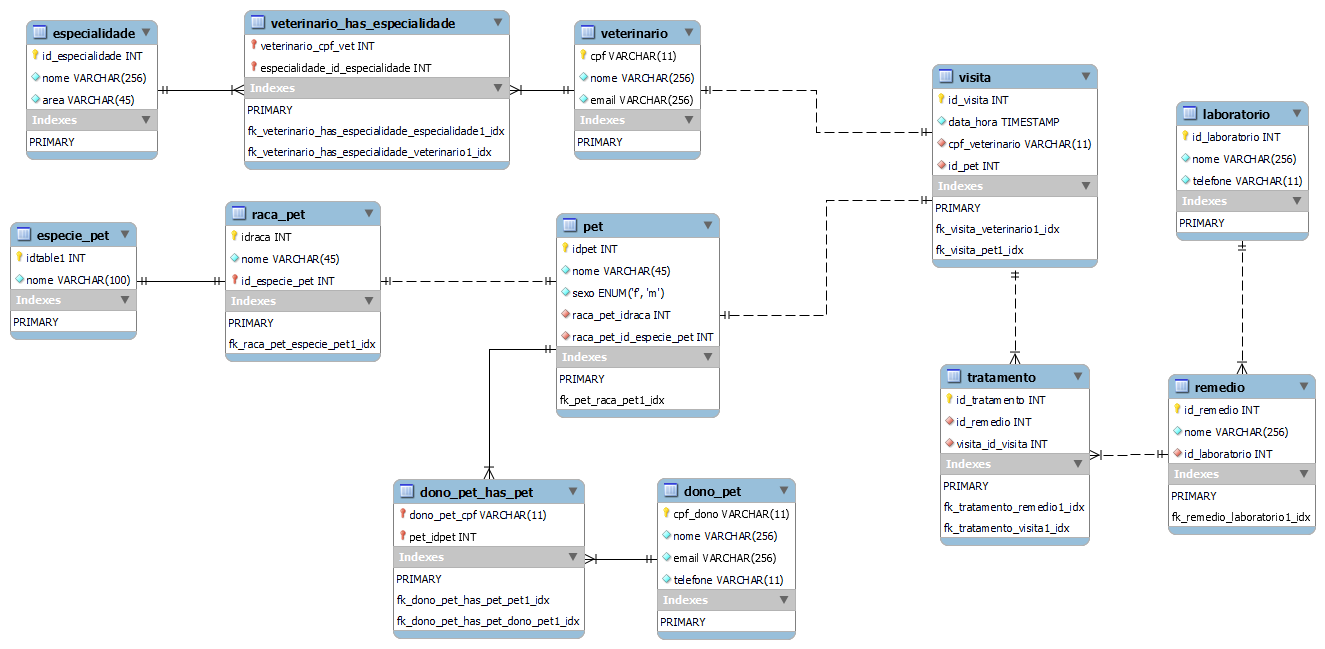 especialidade
id_especialidade INT
nome VARCHAR(256)
area VARCHAR(45)
Indexes
PRIMARY
veterinario_has_especialidade
veterinario_cpf_vet INT
especialidade_id_especialidade INT
Indexes
PRIMARY
fk_veterinario_has_especialidade_especialidade1_idx
fk_veterinario_has_especialidade_veterinario1_idx
veterinario
cpf VARCHAR(11)
nome VARCHAR(256)
email VARCHAR(256)
Indexes
PRIMARY
visita
id_visita INT
data_hora TIMESTAMP
cpf_veterinario VARCHAR(11)
id_pet INT
Indexes
PRIMARY
fk_visita_veterinario1_idx
fk_visita_pet1_idx
laboratorio
id_laboratorio INT
nome VARCHAR(256)
telefone VARCHAR(11)
Indexes
PRIMARY
especie_pet
idtable1 INT
nome VARCHAR(100)
Indexes
PRIMARY
raca_pet
idraca INT
nome VARCHAR(45)
id_especie_pet INT
Indexes
PRIMARY
fk_raca_pet_especie_pet1_idx
pet
idpet INT
nome VARCHAR(45)
sexo ENUM('f', 'm')
raca_pet_idraca INT
raca_pet_id_especie_pet INT
Indexes
PRIMARY
fk_pet_raca_pet1_idx
tratamento
id_tratamento INT
id_remedio INT
visita_id_visita INT
Indexes
PRIMARY
fk_tratamento_remedio1_idx
fk_tratamento_visita1_idx
remedio
id_remedio INT
nome VARCHAR(256)
id_laboratorio INT
Indexes
PRIMARY
fk_remedio_laboratorio1_idx
dono_pet_has_pet
dono_pet_cpf VARCHAR(11)
pet_idpet INT
Indexes
PRIMARY
fk_dono_pet_has_pet_pet1_idx
fk_dono_pet_has_pet_dono_pet1_idx
dono_pet
cpf_dono VARCHAR(11)
nome VARCHAR(256)
email VARCHAR(256)
telefone VARCHAR(11)
Indexes
PRIMARY